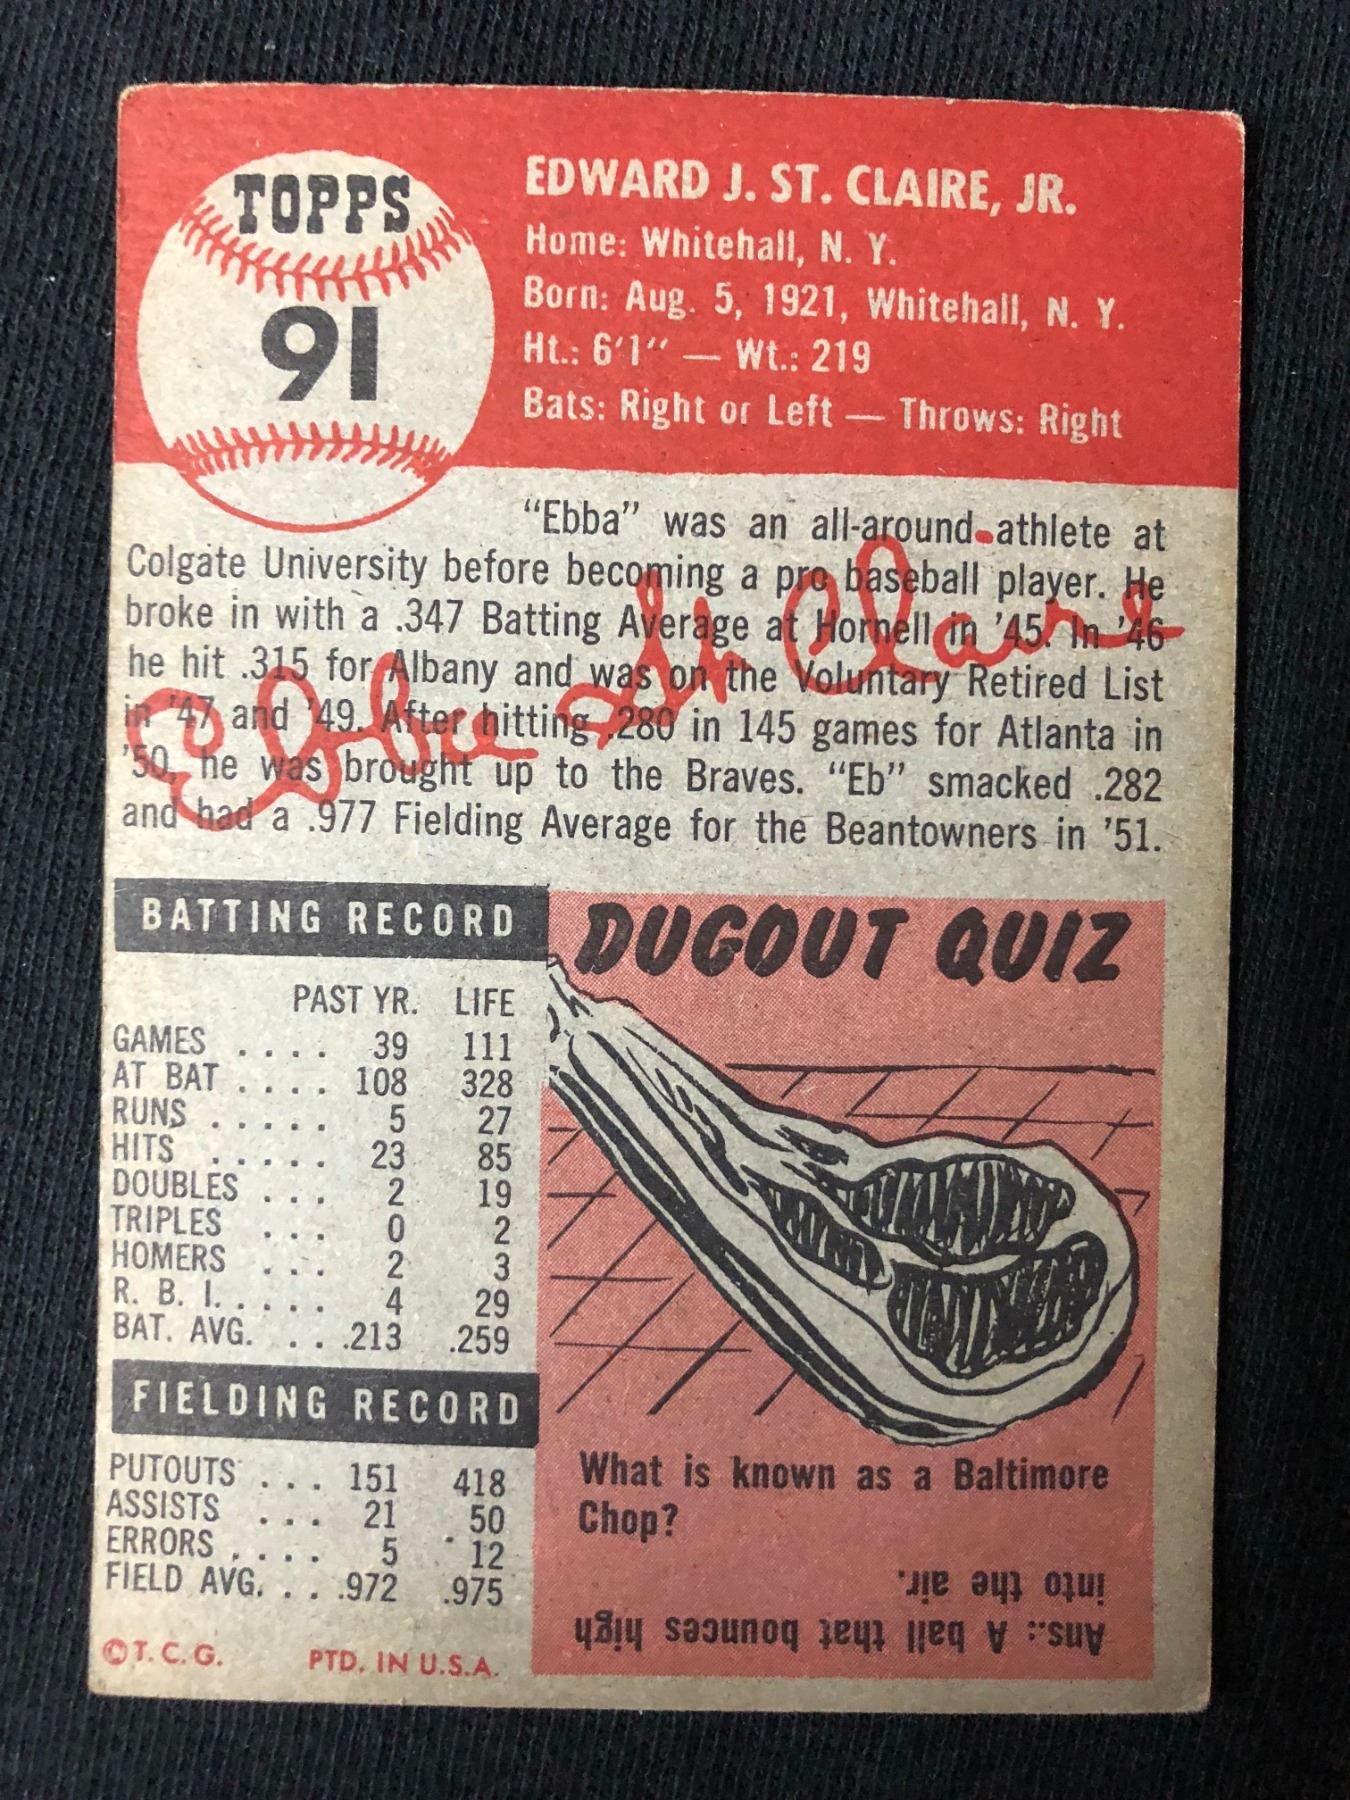 TOPPS
91
EDWARD J. ST. CLAIRE, JR.
Home: Whitehall, N. Y.
Born: Aug. 5, 1921, Whitehall, N. Y.
Ht.: 6'1" — Wt.: 219
Bats: Right or Left — Throws: Right
"Ebba" was an all-around athlete at
Colgate University before becoming a pro baseball player. He
broke in with a .347 Batting Average at Hornell in '45. In '46
he hit .315 for Albany and was on the Voluntary Retired List
in '47 and '49. After hitting .280 in 145 games for Atlanta in
'50, he was brought up to the Braves. "Eb" smacked .282
and had a .977 Fielding Average for the Beantowners in '51.
Ebba St. Claire
BATTING RECORD
PAST YR. LIFE
GAMES . . . . 39 111
AT BAT . . . . 108 328
RUNS . . . . . 5 27
HITS . . . . . 23 85
DOUBLES . . . 2 19
TRIPLES . . . 0 2
HOMERS . . . 2 3
R. B. I. . . . . . 4 29
BAT. AVG. . . . .213 .259
FIELDING RECORD
PUTOUTS . . . 151 418
ASSISTS . . . 21 50
ERRORS . . . . 5 12
FIELD AVG. . . .972 .975
©T. C. G. PTD. IN U.S.A.
DUGOUT QUIZ
What is known as a Baltimore
Chop?
Ans.: A ball that bounces high
into the air.